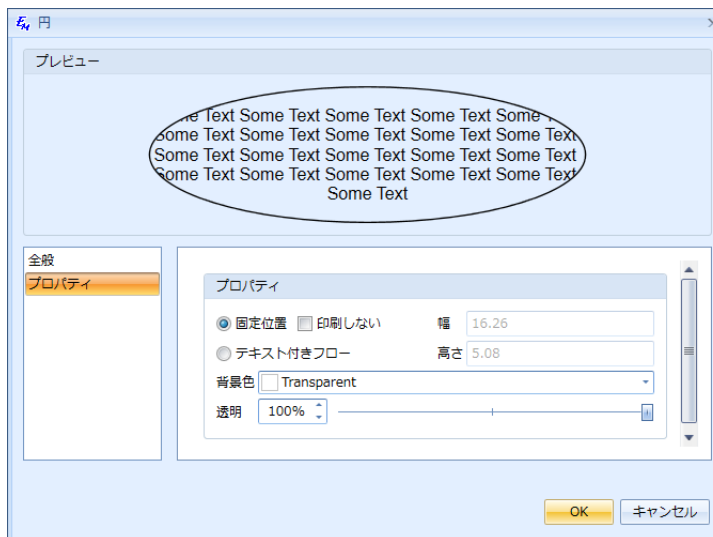 EM 円
プレビュー
Some Text Some Text Some Text Some Text Some
Some Text Some Text Some Text Some Text Some Text
Some Text Some Text Some Text Some Text Some Text
Some Text Some Text Some Text Some Text Some Text
Some Text
全般
プロパティ
プロパティ
固定位置 印刷しない 幅 16.26
テキスト付きフロー 高さ 5.08
背景色 Transparent
透明 100%
OK キャンセル